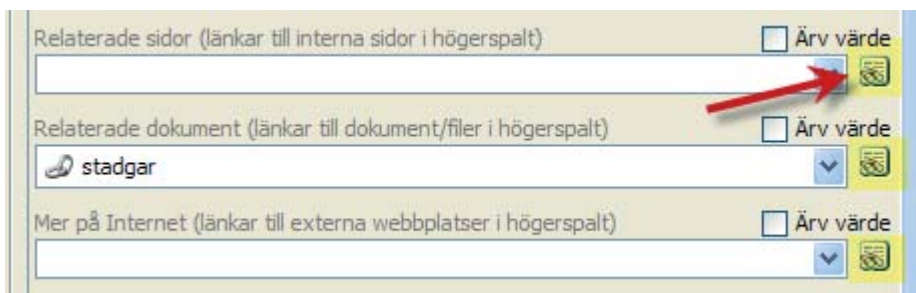 Relaterade sidor (länkar till interna sidor i högerspalt) Ärv värde
Relaterade dokument (länkar till dokument/filer i högerspalt) Ärv värde
stadgar
Mer på Internet (länkar till externa webbplatser i högerspalt) Ärv värde